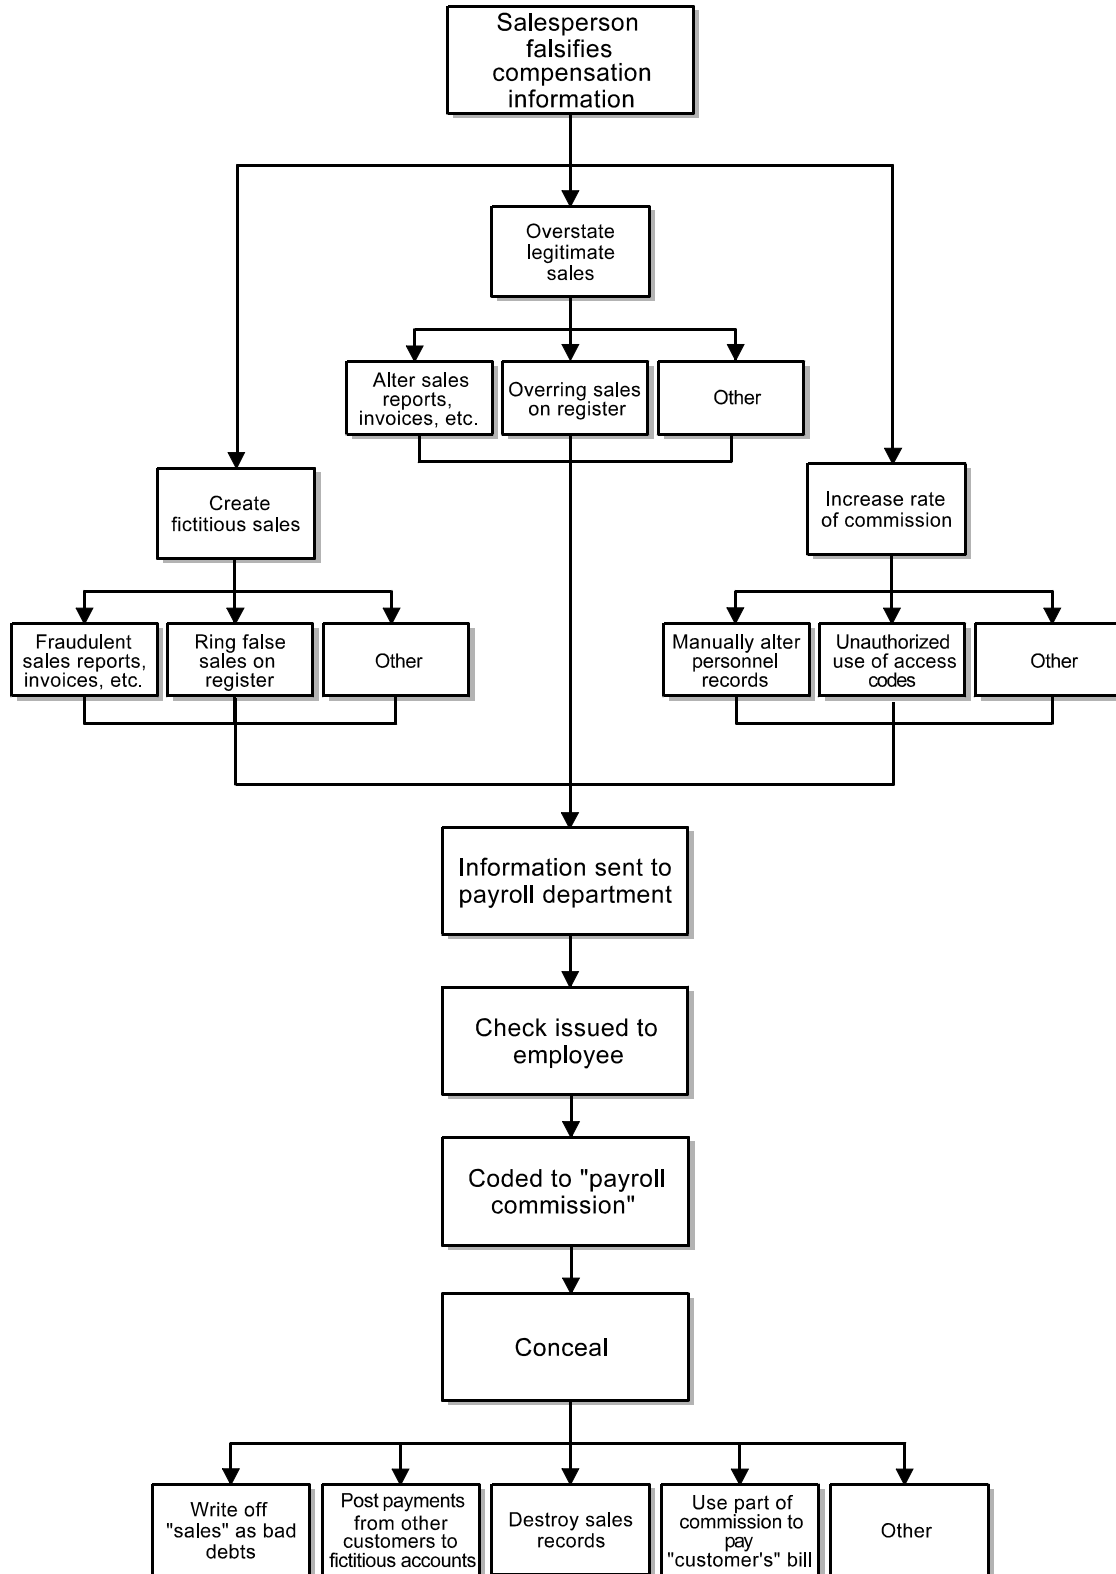 Salesperson
falsifies
compensation
information
Overstate
legitimate
sales
Alter sales
reports,
invoices, etc.
Overring sales
on register
Other
Create
fictitious sales
Increase rate
of commission
Fraudulent
sales reports,
invoices, etc.
Ring false
sales on
register
Other
Manually alter
personnel
records
Unauthorized
use of access
codes
Other
Information sent to
payroll department
Check issued to
employee
Coded to "payroll
commission"
Conceal
Write off
"sales" as bad
debts
Post payments
from other
customers to
fictitious accounts
Destroy sales
records
Use part of
commission to
pay
"customer's" bill
Other